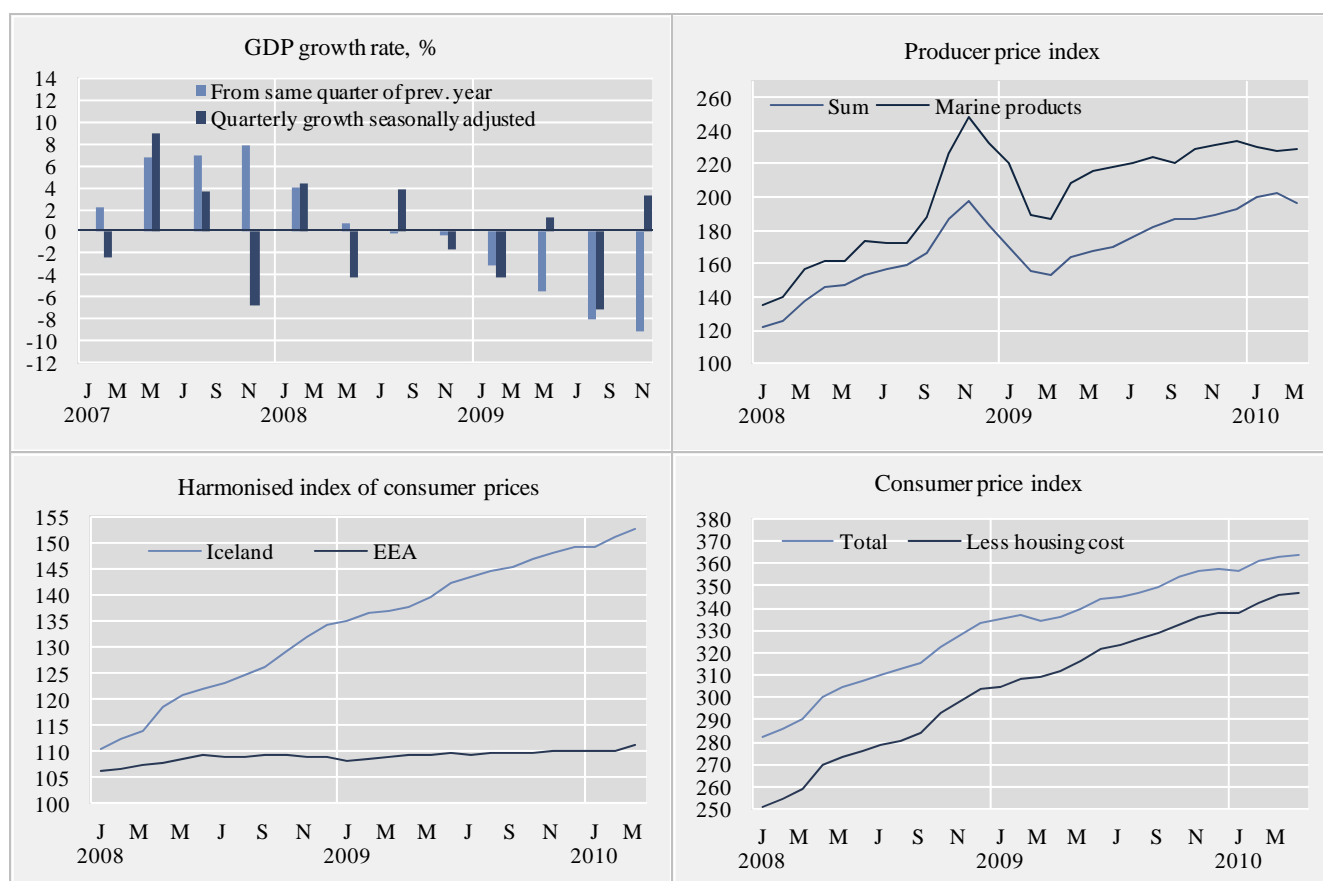 GDP growth rate, %
14
12
10
8
6
4
2
0
-2
-4
-6
-8
-10
-12
From same quarter of prev. year
Quarterly growth seasonally adjusted
J M M J S N J M M J S N J M M J S N
2007 2008 2009
Producer price index
260
240
220
200
180
160
140
120
100
Sum Marine products
J M M J S N J M M J S N J M
2008 2009 2010
Harmonised index of consumer prices
155
150
145
140
135
130
125
120
115
110
105
100
Iceland EEA
J M M J S N J M M J S N J M
2008 2009 2010
Consumer price index
380
370
360
350
340
330
320
310
300
290
280
270
260
250
Total Less housing cost
J M M J S N J M M J S N J M
2008 2009 2010